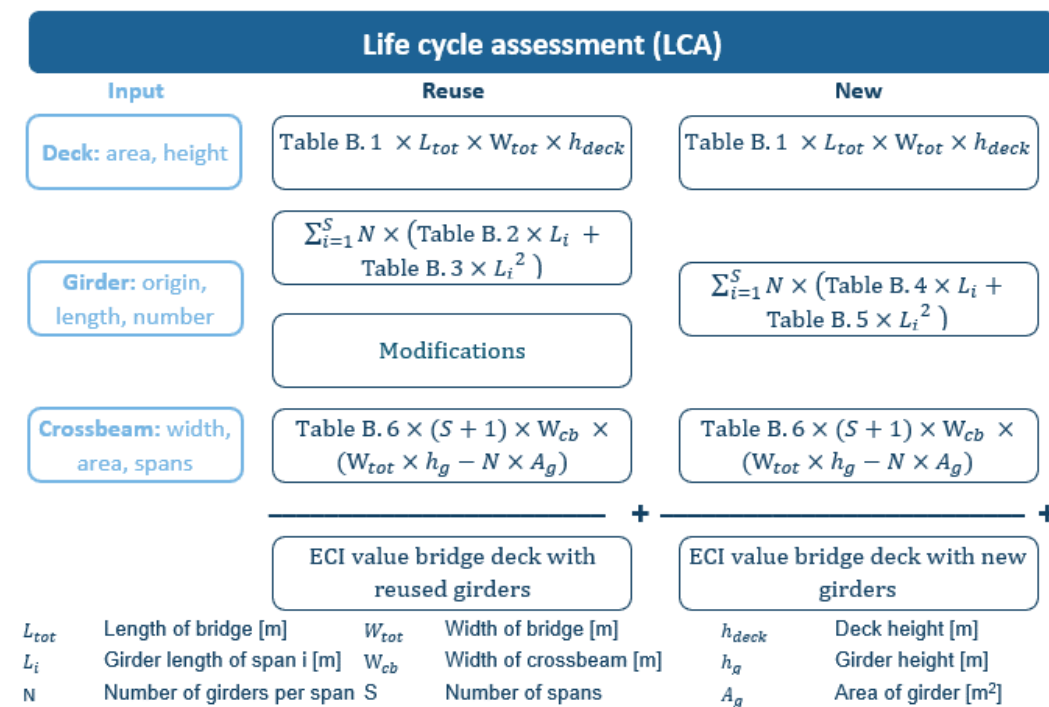 Life cycle assessment (LCA)
Input Reuse New
Deck: area, height
Table B. 1 × L_tot × W_tot × h_deck
Table B. 1 × L_tot × W_tot × h_deck
Girder: origin,
length, number
∑_{i=1}^{S} N × (Table B. 2 × L_i +
Table B. 3 × L_i² )
Modifications
∑_{i=1}^{S} N × (Table B. 4 × L_i +
Table B. 5 × L_i² )
Crossbeam: width,
area, spans
Table B. 6 × (S + 1) × W_cb ×
(W_tot × h_g − N × A_g)
Table B. 6 × (S + 1) × W_cb ×
(W_tot × h_g − N × A_g)
+ +
ECI value bridge deck with
reused girders
ECI value bridge deck with new
girders
L_tot Length of bridge [m] W_tot Width of bridge [m] h_deck Deck height [m]
L_i Girder length of span i [m] W_cb Width of crossbeam [m] h_g Girder height [m]
N Number of girders per span S Number of spans A_g Area of girder [m²]